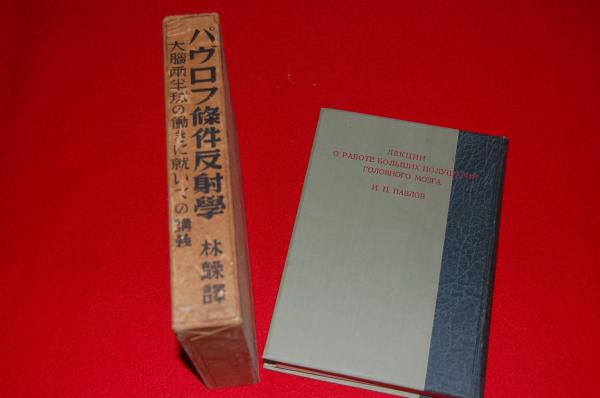 パヴロフ條件反射學
大腦兩半球の働きに就いての講義
林髞譯
ЛЕКЦИИ
О РАБОТЕ БОЛЬШИХ ПОЛУШАРИЙ
ГОЛОВНОГО МОЗГА
И. П. ПАВЛОВ